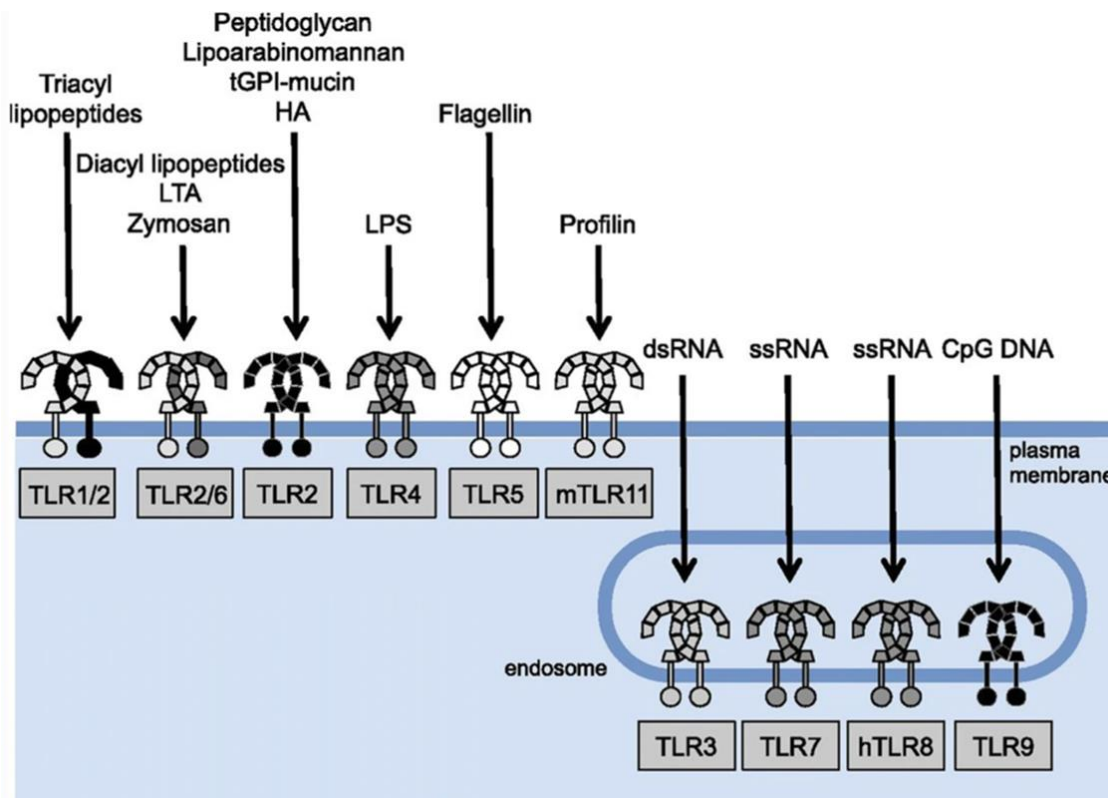 Peptidoglycan
Lipoarabinomannan
tGPI-mucin
HA
Triacyl
lipopeptides
Diacyl lipopeptides
LTA
Zymosan
LPS
Flagellin
Profilin
dsRNA
ssRNA
ssRNA
CpG DNA
plasma
membrane
TLR1/2
TLR2/6
TLR2
TLR4
TLR5
mTLR11
endosome
TLR3
TLR7
hTLR8
TLR9